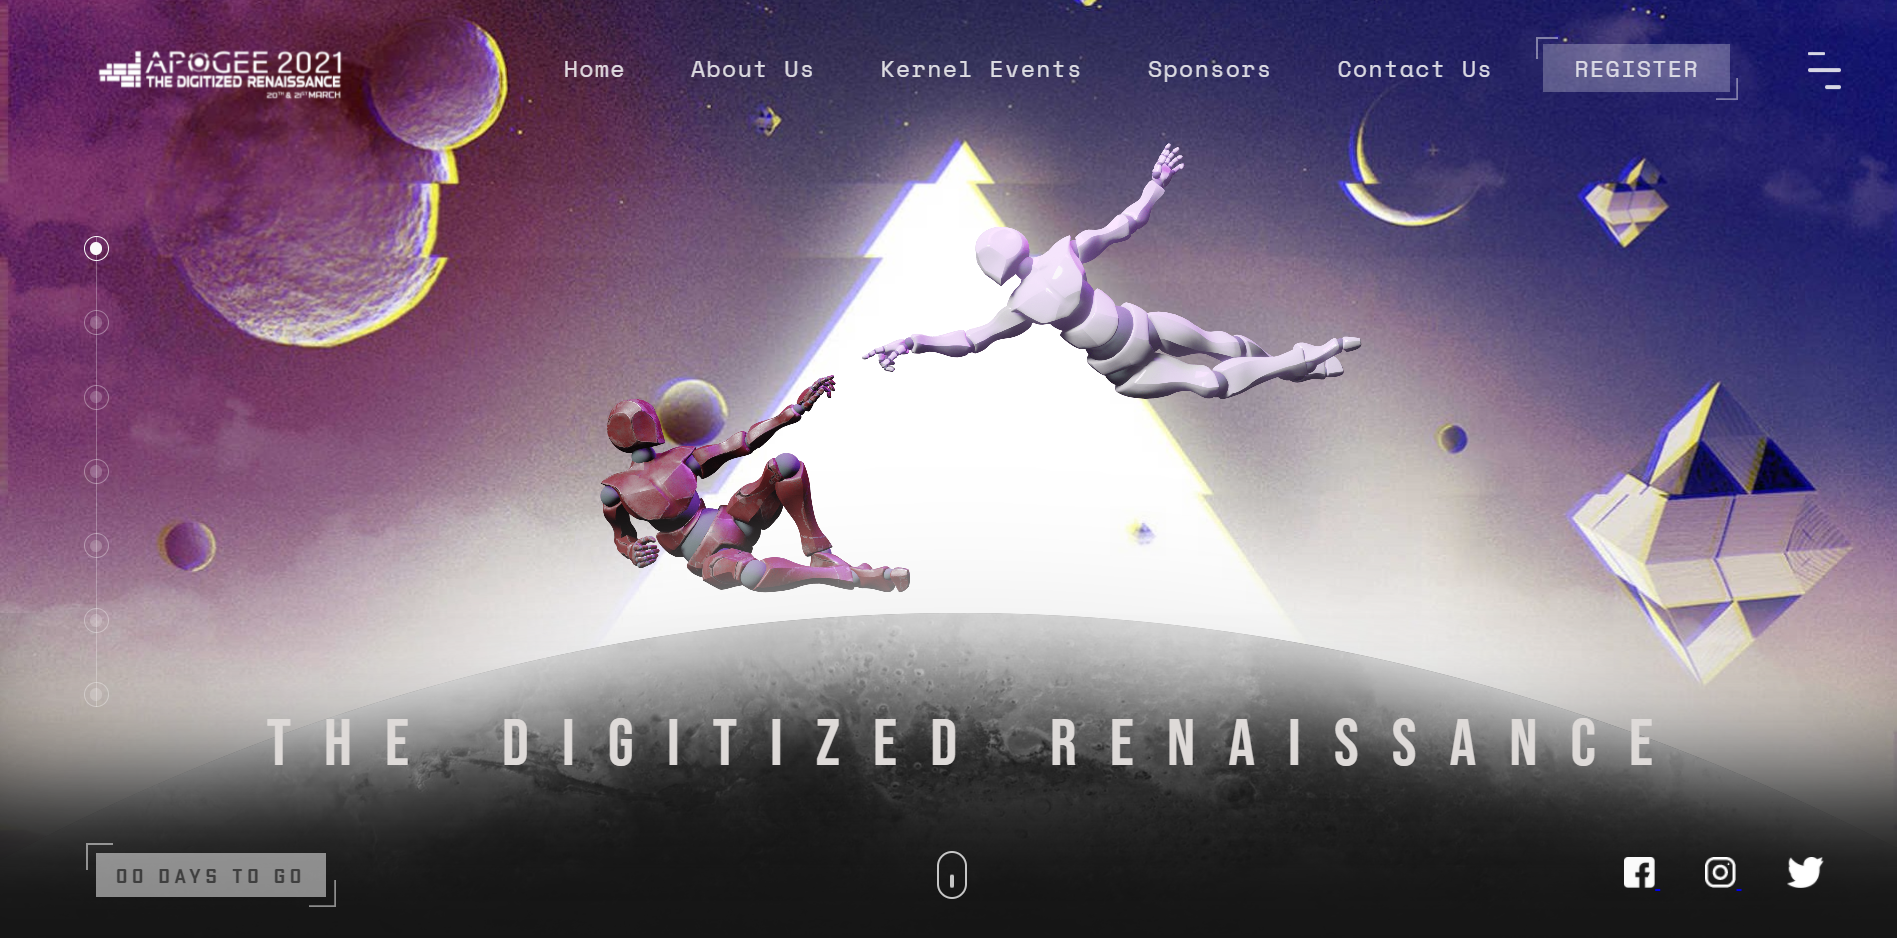 APOGEE 2021
THE DIGITIZED RENAISSANCE
20TH & 21ST MARCH
Home
About Us
Kernel Events
Sponsors
Contact Us
REGISTER
THE DIGITIZED RENAISSANCE
00 DAYS TO GO